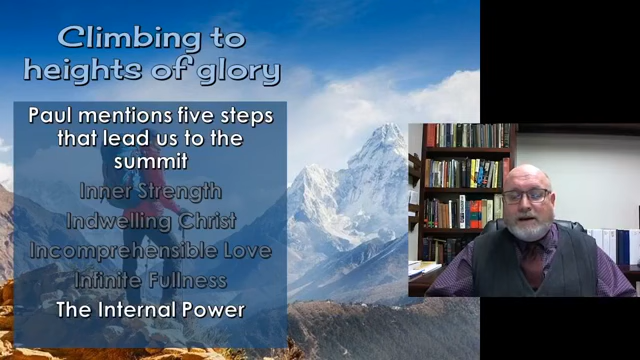 Climbing to
heights of glory
Paul mentions five steps
that lead us to the
summit
Inner Strength
Indwelling Christ
Incomprehensible Love
Infinite Fullness
The Internal Power